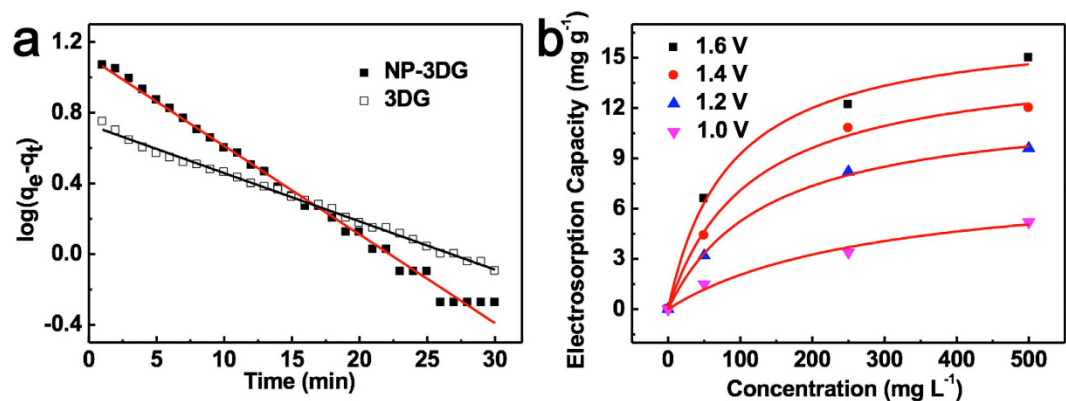 a
1.2
0.8
0.4
0.0
-0.4
log(qe-qt)
NP-3DG
3DG
0 5 10 15 20 25 30
Time (min)
b
15
12
9
6
3
0
Electrosorption Capacity (mg g-1)
1.6 V
1.4 V
1.2 V
1.0 V
0 100 200 300 400 500
Concentration (mg L-1)